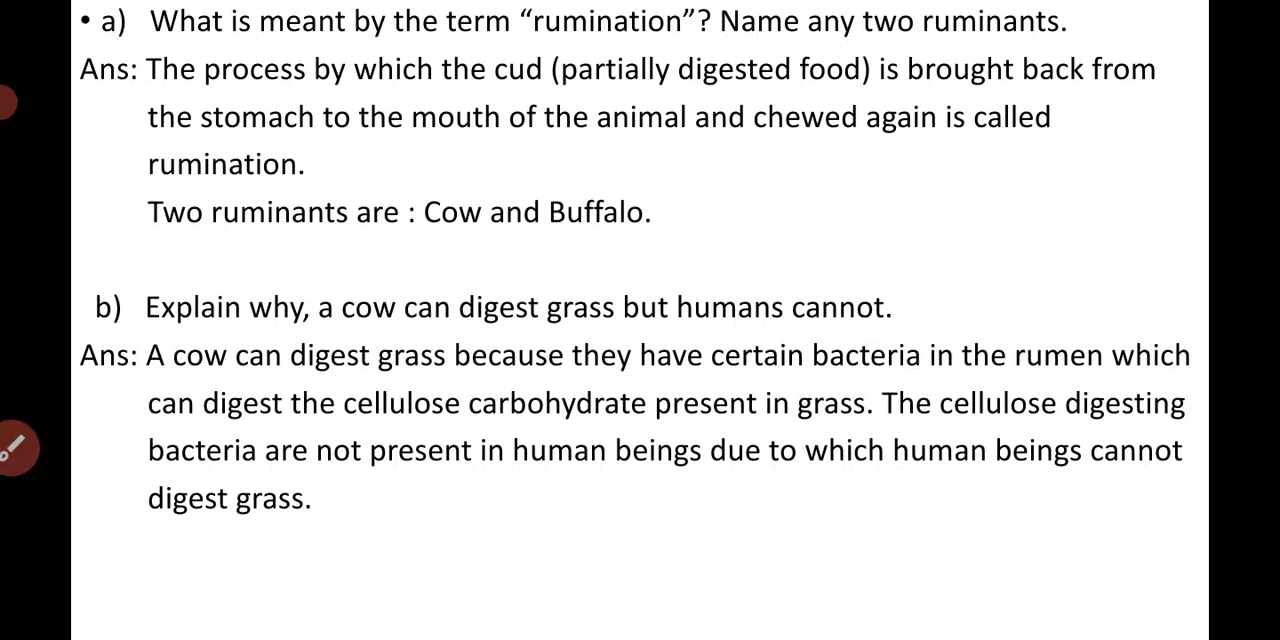 • a) What is meant by the term “rumination”? Name any two ruminants.
Ans: The process by which the cud (partially digested food) is brought back from
the stomach to the mouth of the animal and chewed again is called
rumination.
Two ruminants are : Cow and Buffalo.
b) Explain why, a cow can digest grass but humans cannot.
Ans: A cow can digest grass because they have certain bacteria in the rumen which
can digest the cellulose carbohydrate present in grass. The cellulose digesting
bacteria are not present in human beings due to which human beings cannot
digest grass.